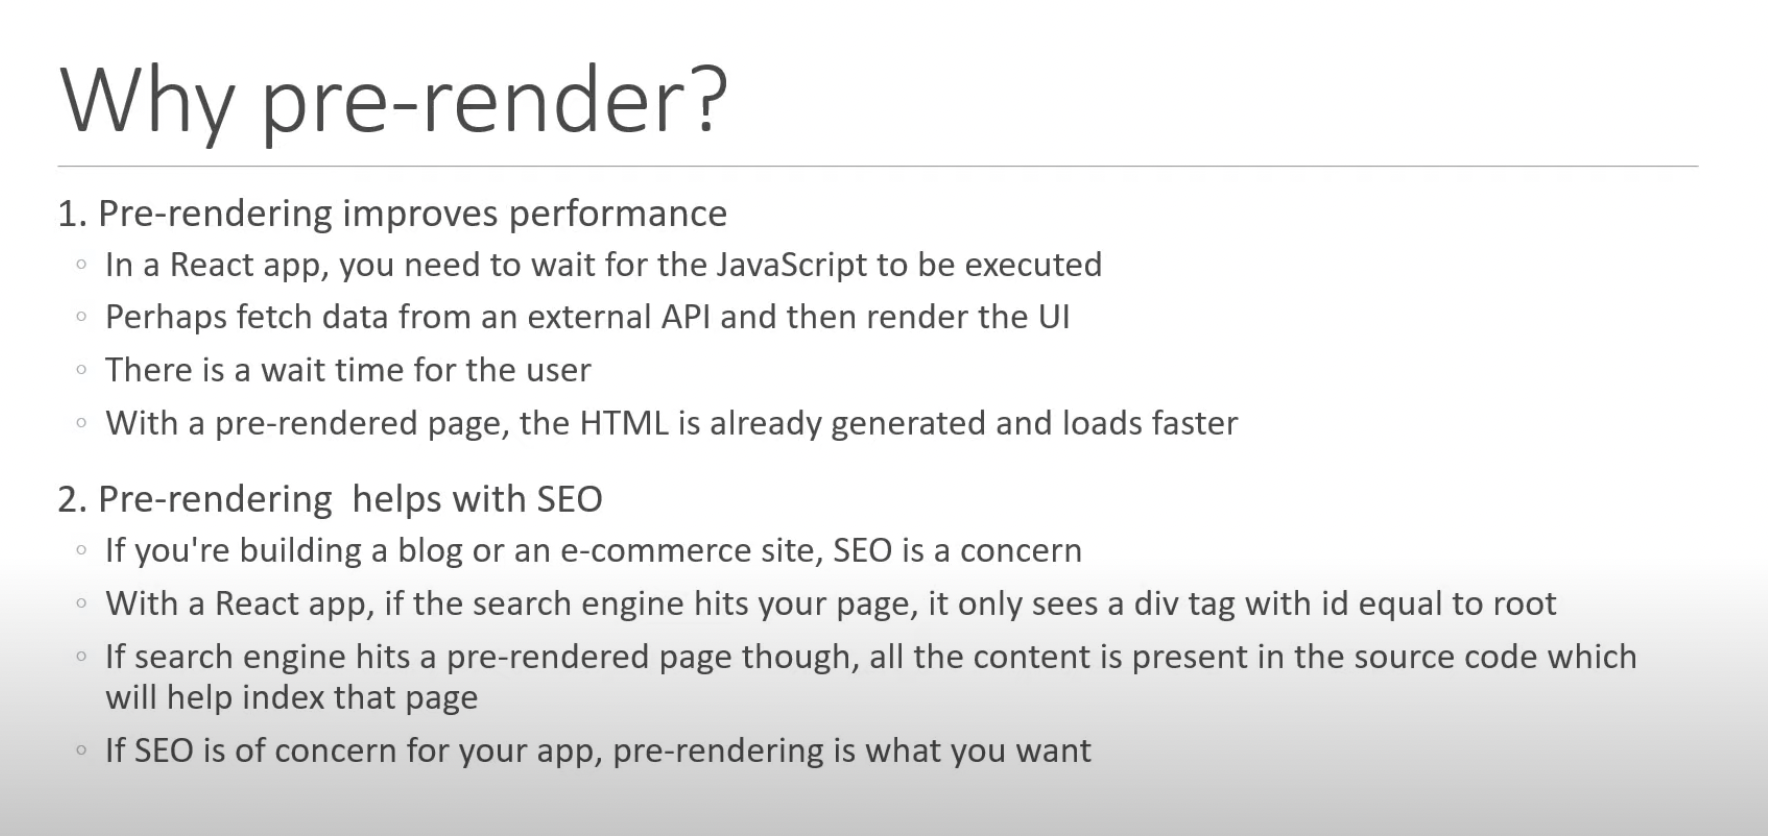 Why pre-render?
1. Pre-rendering improves performance
◦ In a React app, you need to wait for the JavaScript to be executed
◦ Perhaps fetch data from an external API and then render the UI
◦ There is a wait time for the user
◦ With a pre-rendered page, the HTML is already generated and loads faster
2. Pre-rendering  helps with SEO
◦ If you're building a blog or an e-commerce site, SEO is a concern
◦ With a React app, if the search engine hits your page, it only sees a div tag with id equal to root
◦ If search engine hits a pre-rendered page though, all the content is present in the source code which
will help index that page
◦ If SEO is of concern for your app, pre-rendering is what you want